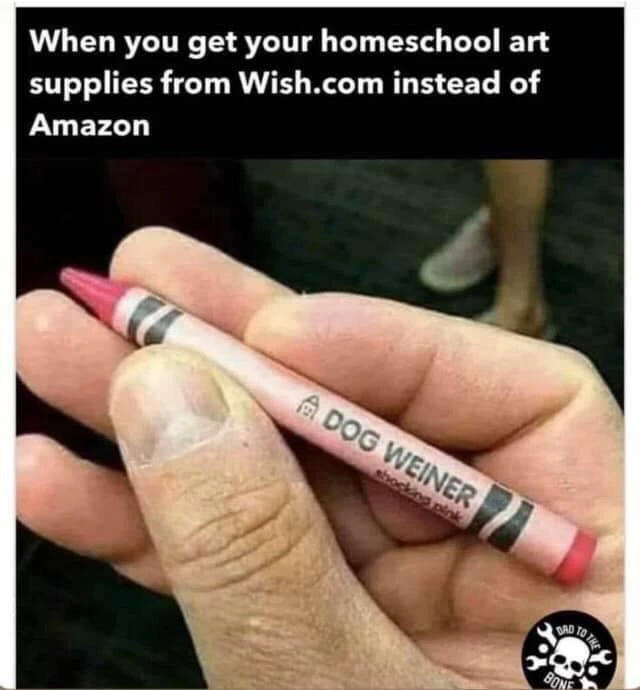 When you get your homeschool art
supplies from Wish.com instead of
Amazon
DOG WEINER
shocking pink
DAD TO THE
BONE